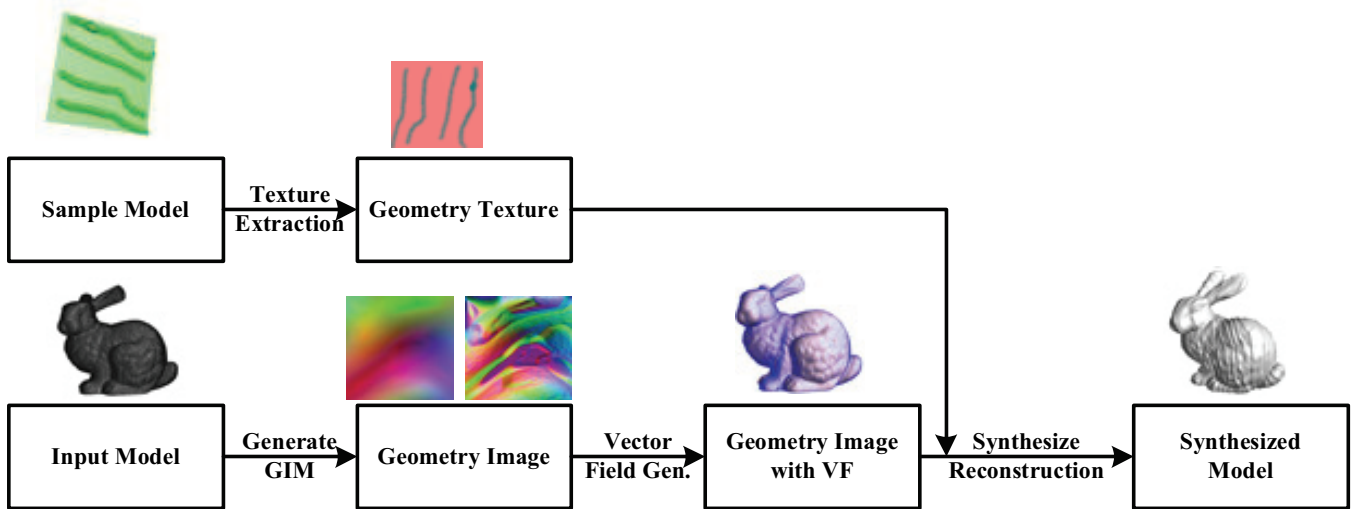 Sample Model
Texture
Extraction
Geometry Texture
Input Model
Generate
GIM
Geometry Image
Vector
Field Gen.
Geometry Image
with VF
Synthesize
Reconstruction
Synthesized
Model